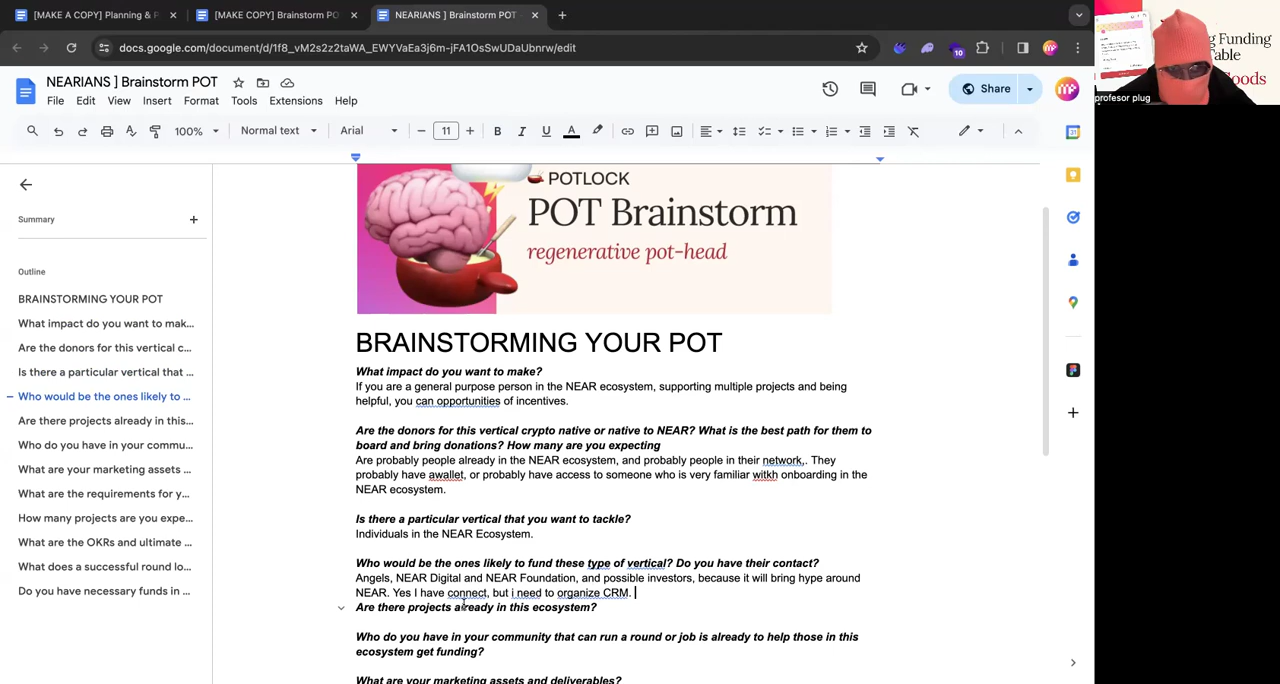 [MAKE A COPY] Planning & P
[MAKE COPY] Brainstorm PO
NEARIANS ] Brainstorm POT
docs.google.com/document/d/1f8_vM2s2z2taWA_EWYVaEa3j6m-jFA1OsSwUDaUbnrw/edit
10
NEARIANS ] Brainstorm POT
File Edit View Insert Format Tools Extensions Help
Share
100% Normal text Arial 11 B I U A
Summary
Outline
BRAINSTORMING YOUR POT
What impact do you want to mak...
Are the donors for this vertical c...
Is there a particular vertical that ...
Who would be the ones likely to ...
Are there projects already in this...
Who do you have in your commu...
What are your marketing assets ...
What are the requirements for y...
How many projects are you expe...
What are the OKRs and ultimate ...
What does a successful round lo...
Do you have necessary funds in ...
POTLOCK
POT Brainstorm
regenerative pot-head
BRAINSTORMING YOUR POT
What impact do you want to make?
If you are a general purpose person in the NEAR ecosystem, supporting multiple projects and being
helpful, you can opportunities of incentives.
Are the donors for this vertical crypto native or native to NEAR? What is the best path for them to
board and bring donations? How many are you expecting
Are probably people already in the NEAR ecosystem, and probably people in their network,. They
probably have awallet, or probably have access to someone who is very familiar witkh onboarding in the
NEAR ecosystem.
Is there a particular vertical that you want to tackle?
Individuals in the NEAR Ecosystem.
Who would be the ones likely to fund these type of vertical? Do you have their contact?
Angels, NEAR Digital and NEAR Foundation, and possible investors, because it will bring hype around
NEAR. Yes I have connect, but i need to organize CRM.
Are there projects already in this ecosystem?
Who do you have in your community that can run a round or job is already to help those in this
ecosystem get funding?
What are your marketing assets and deliverables?
g Funding
Table
oods
profesor plug